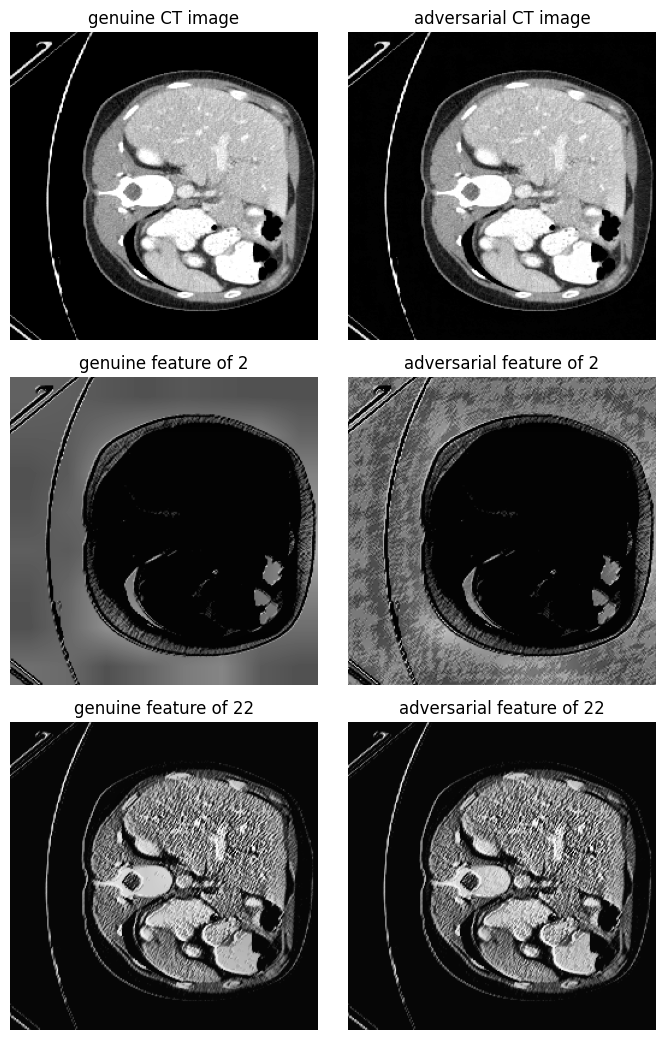 genuine CT image
adversarial CT image
genuine feature of 2
adversarial feature of 2
genuine feature of 22
adversarial feature of 22